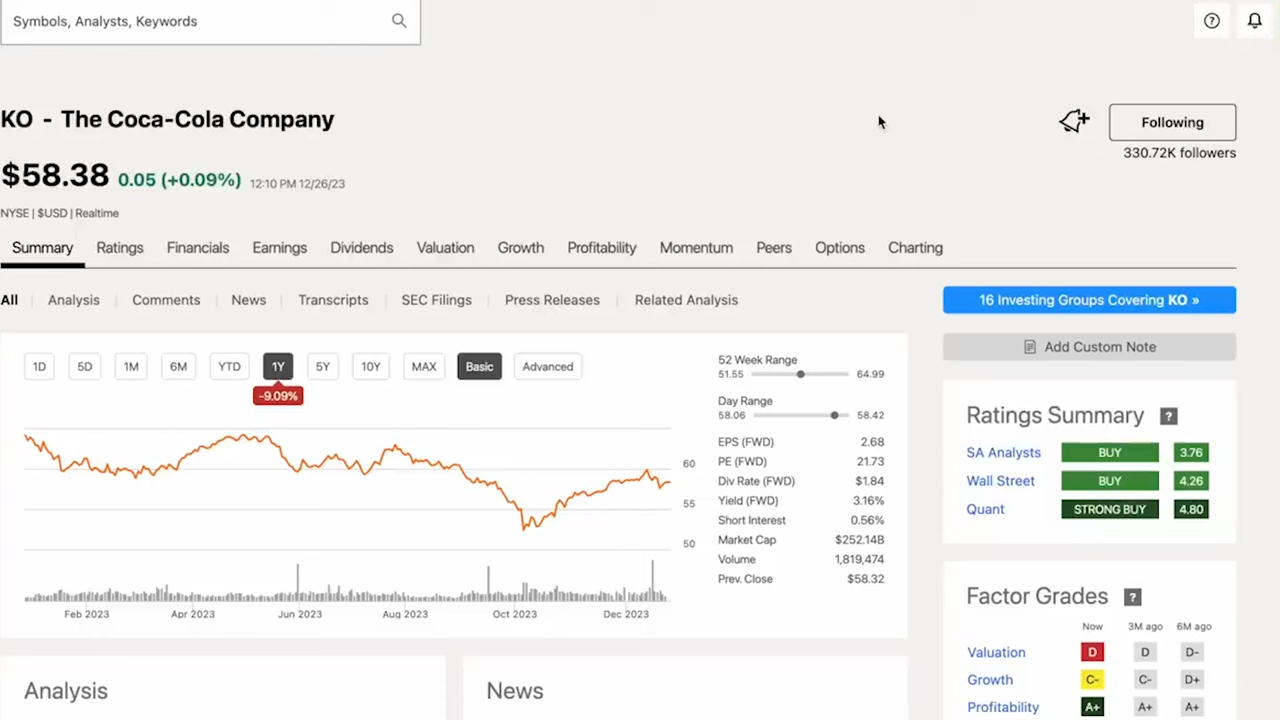 Symbols, Analysts, Keywords
KO - The Coca-Cola Company
Following
330.72K followers
$58.38 0.05 (+0.09%) 12:10 PM 12/26/23
NYSE | $USD | Realtime
Summary Ratings Financials Earnings Dividends Valuation Growth Profitability Momentum Peers Options Charting
All Analysis Comments News Transcripts SEC Filings Press Releases Related Analysis
16 Investing Groups Covering KO »
Add Custom Note
1D 5D 1M 6M YTD 1Y 5Y 10Y MAX Basic Advanced
-9.09%
60
55
50
Feb 2023 Apr 2023 Jun 2023 Aug 2023 Oct 2023 Dec 2023
52 Week Range
51.55 64.99
Day Range
58.06 58.42
EPS (FWD) 2.68
PE (FWD) 21.73
Div Rate (FWD) $1.84
Yield (FWD) 3.16%
Short Interest 0.56%
Market Cap $252.14B
Volume 1,819,474
Prev. Close $58.32
Ratings Summary ?
SA Analysts BUY 3.76
Wall Street BUY 4.26
Quant STRONG BUY 4.80
Factor Grades ?
Now 3M ago 6M ago
Valuation D D D-
Growth C- C- D+
Profitability A+ A+ A+
Analysis
News